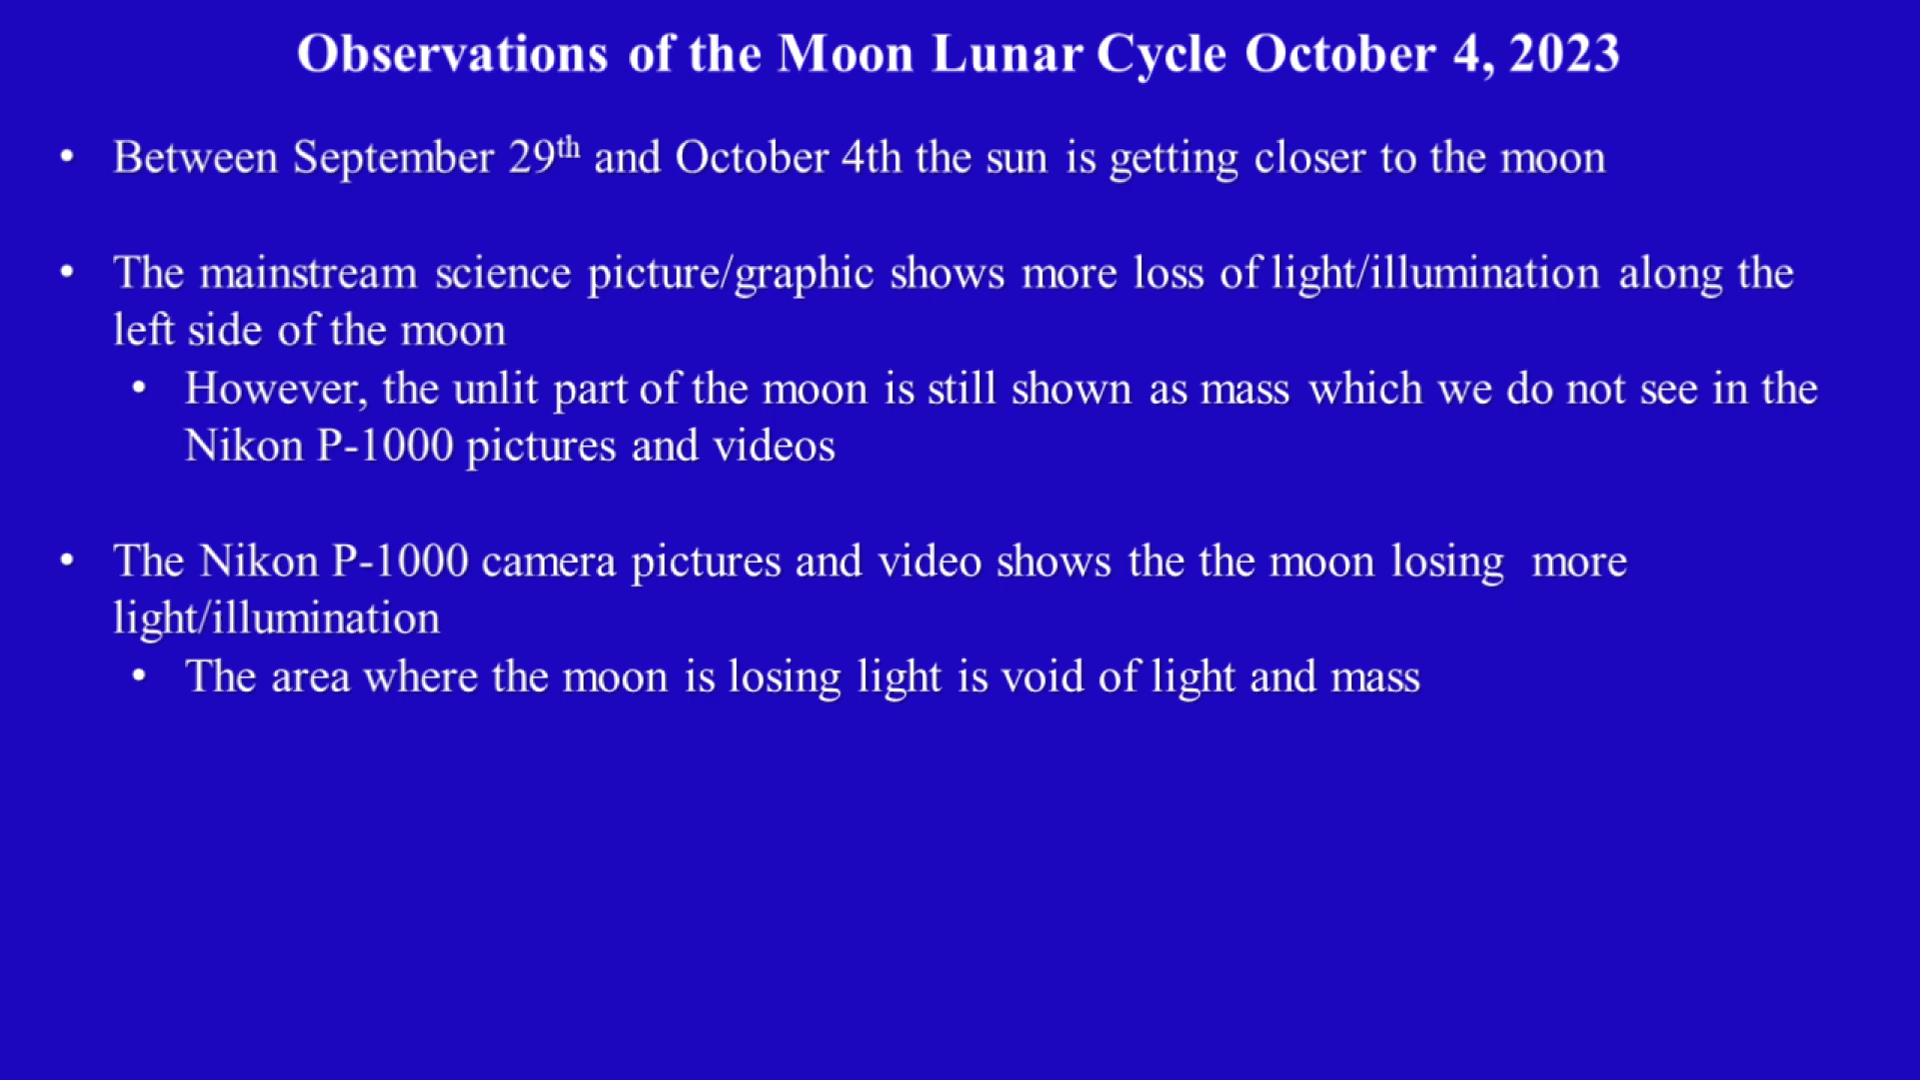 Observations of the Moon Lunar Cycle October 4, 2023
• Between September 29th and October 4th the sun is getting closer to the moon
• The mainstream science picture/graphic shows more loss of light/illumination along the
left side of the moon
• However, the unlit part of the moon is still shown as mass which we do not see in the
Nikon P-1000 pictures and videos
• The Nikon P-1000 camera pictures and video shows the the moon losing more
light/illumination
• The area where the moon is losing light is void of light and mass